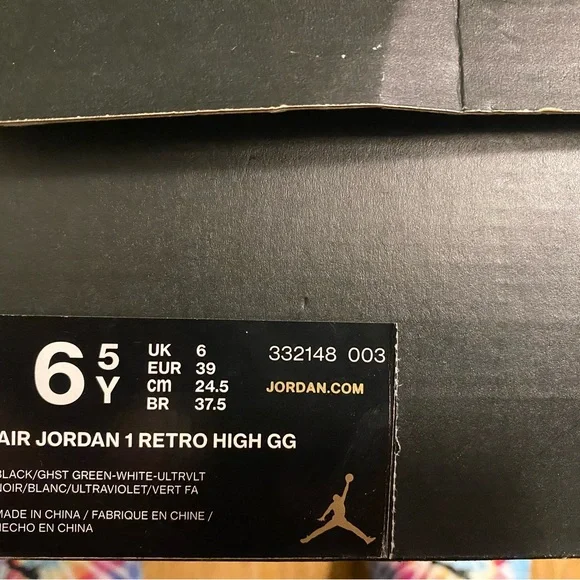 6 5 Y
UK 6
EUR 39
cm 24.5
BR 37.5
332148 003
JORDAN.COM
AIR JORDAN 1 RETRO HIGH GG
BLACK/GHST GREEN-WHITE-ULTRVLT
NOIR/BLANC/ULTRAVIOLET/VERT FA
MADE IN CHINA / FABRIQUE EN CHINE /
HECHO EN CHINA